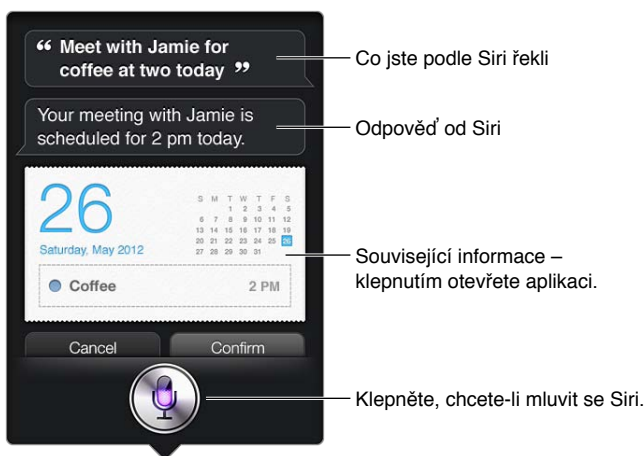 “ Meet with Jamie for
coffee at two today ”
Co jste podle Siri řekli
Your meeting with Jamie is
scheduled for 2 pm today.
Odpověď od Siri
26
Saturday, May 2012
S M T W T F S
1 2 3 4 5
6 7 8 9 10 11 12
13 14 15 16 17 18 19
20 21 22 23 24 25 26
27 28 29 30 31
Související informace –
klepnutím otevřete aplikaci.
Coffee 2 PM
Cancel Confirm
Klepněte, chcete-li mluvit se Siri.